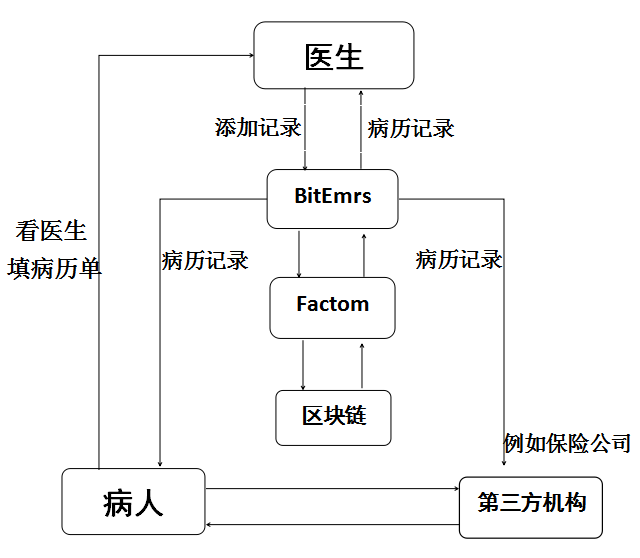 医生
添加记录
病历记录
BitEmrs
看医生
填病历单
病历记录
病历记录
Factom
区块链
例如保险公司
病人
第三方机构